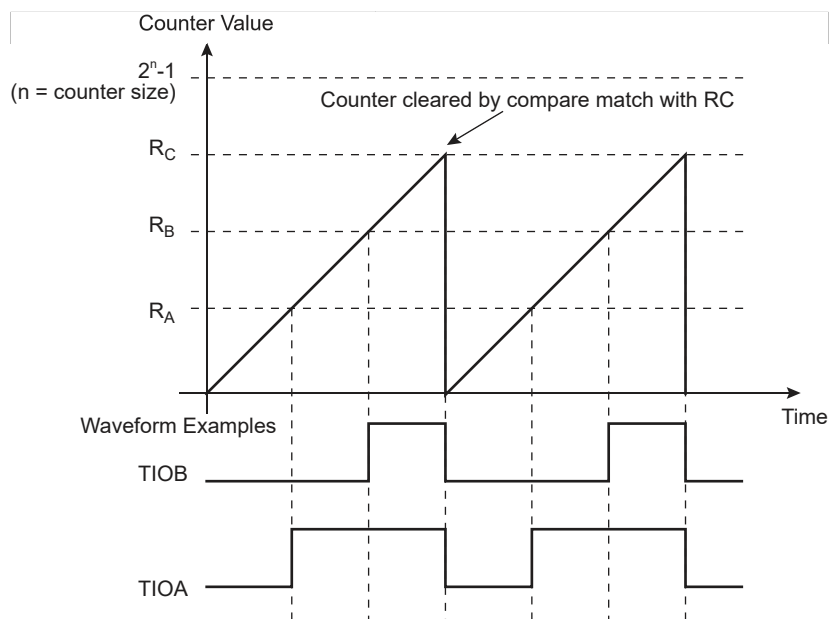 Counter Value
2ⁿ-1
(n = counter size)
Counter cleared by compare match with RC
R_C
R_B
R_A
Time
Waveform Examples
TIOB
TIOA